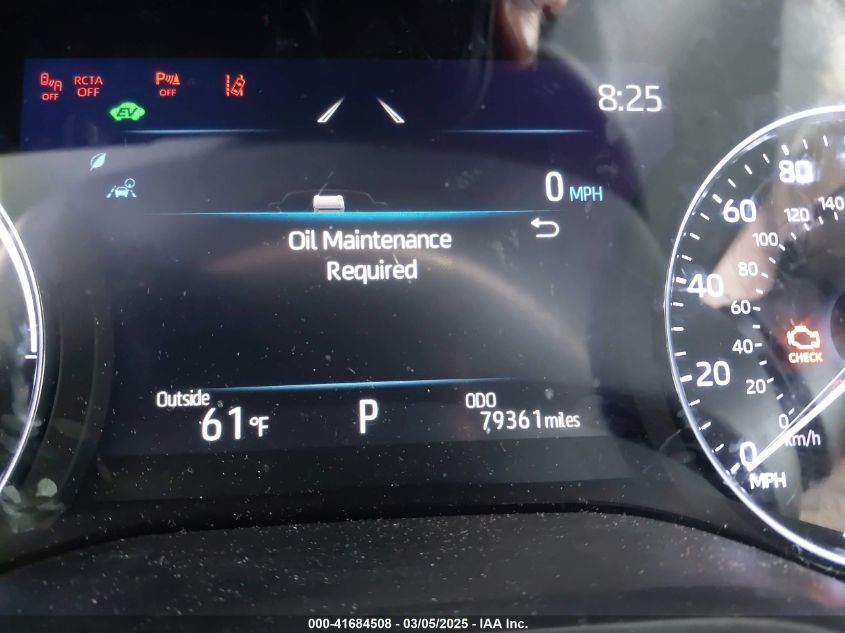 RCTA
OFF
OFF
P
OFF
EV
8:25
0 MPH
Oil Maintenance
Required
Outside
61°F
P
ODO
79361miles
80
60
40
20
0
MPH
140
120
100
80
60
40
20
0
km/h
CHECK
000-41684508 - 03/05/2025 - IAA Inc.